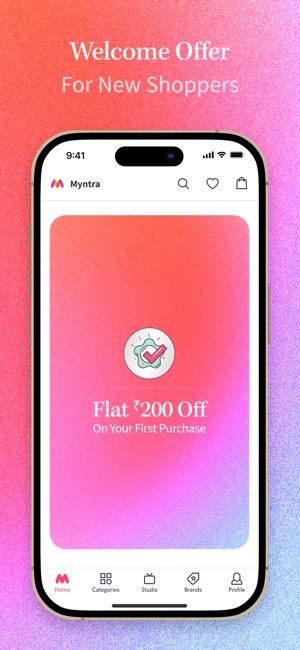 Welcome Offer
For New Shoppers
9:41
Myntra
Flat ₹200 Off
On Your First Purchase
Home Categories Studio Brands Profile